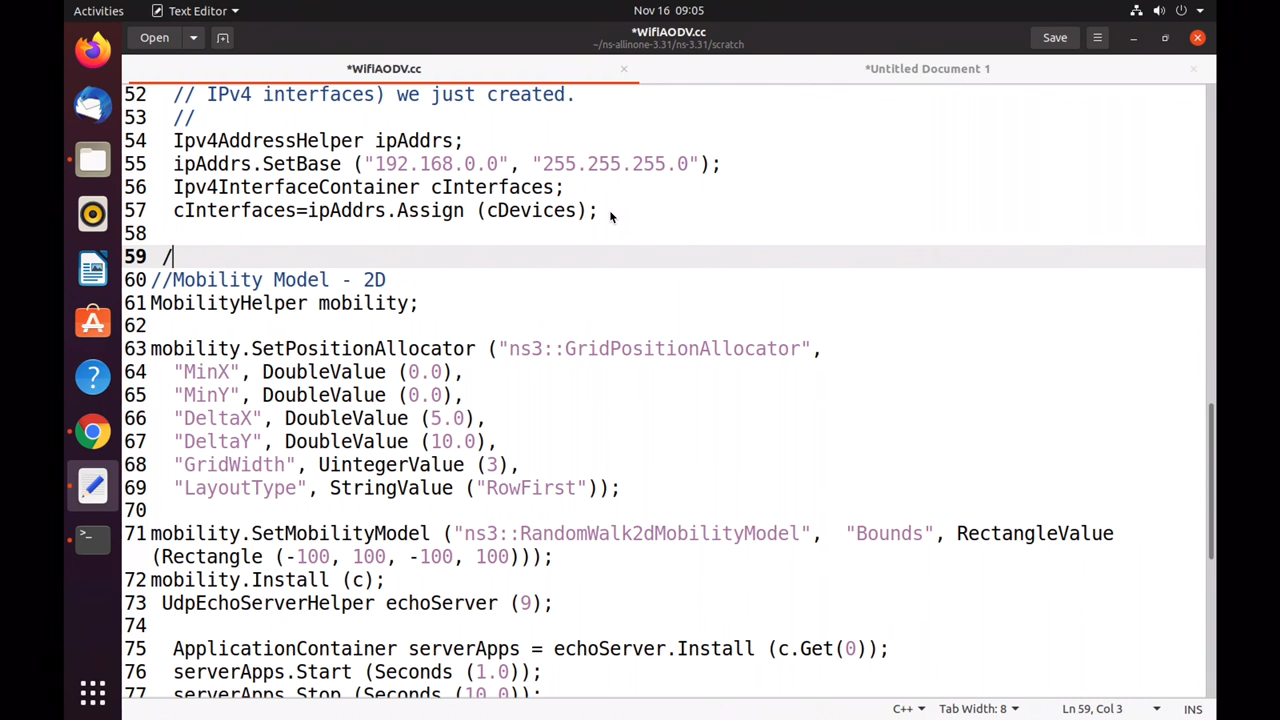 Activities
Text Editor
Nov 16 09:05
Open
*WifiAODV.cc
~/ns-allinone-3.31/ns-3.31/scratch
Save
*WifiAODV.cc
*Untitled Document 1
52 // IPv4 interfaces) we just created.
53 //
54 Ipv4AddressHelper ipAddrs;
55 ipAddrs.SetBase ("192.168.0.0", "255.255.255.0");
56 Ipv4InterfaceContainer cInterfaces;
57 cInterfaces=ipAddrs.Assign (cDevices);
58
59 /
60 //Mobility Model - 2D
61 MobilityHelper mobility;
62
63 mobility.SetPositionAllocator ("ns3::GridPositionAllocator",
64 "MinX", DoubleValue (0.0),
65 "MinY", DoubleValue (0.0),
66 "DeltaX", DoubleValue (5.0),
67 "DeltaY", DoubleValue (10.0),
68 "GridWidth", UintegerValue (3),
69 "LayoutType", StringValue ("RowFirst"));
70
71 mobility.SetMobilityModel ("ns3::RandomWalk2dMobilityModel", "Bounds", RectangleValue
(Rectangle (-100, 100, -100, 100)));
72 mobility.Install (c);
73 UdpEchoServerHelper echoServer (9);
74
75 ApplicationContainer serverApps = echoServer.Install (c.Get(0));
76 serverApps.Start (Seconds (1.0));
77 serverApps.Stop (Seconds (10.0));
C++
Tab Width: 8
Ln 59, Col 3
INS